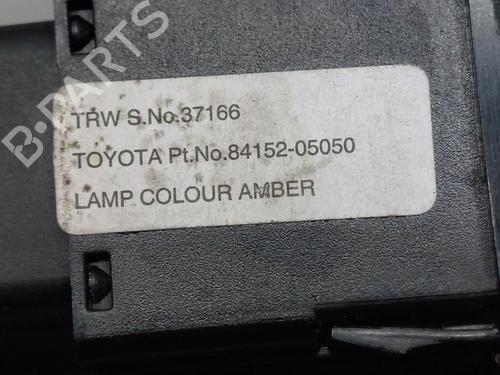 B-PARTS
TRW S.No.37166
TOYOTA Pt.No.84152-05050
LAMP COLOUR AMBER